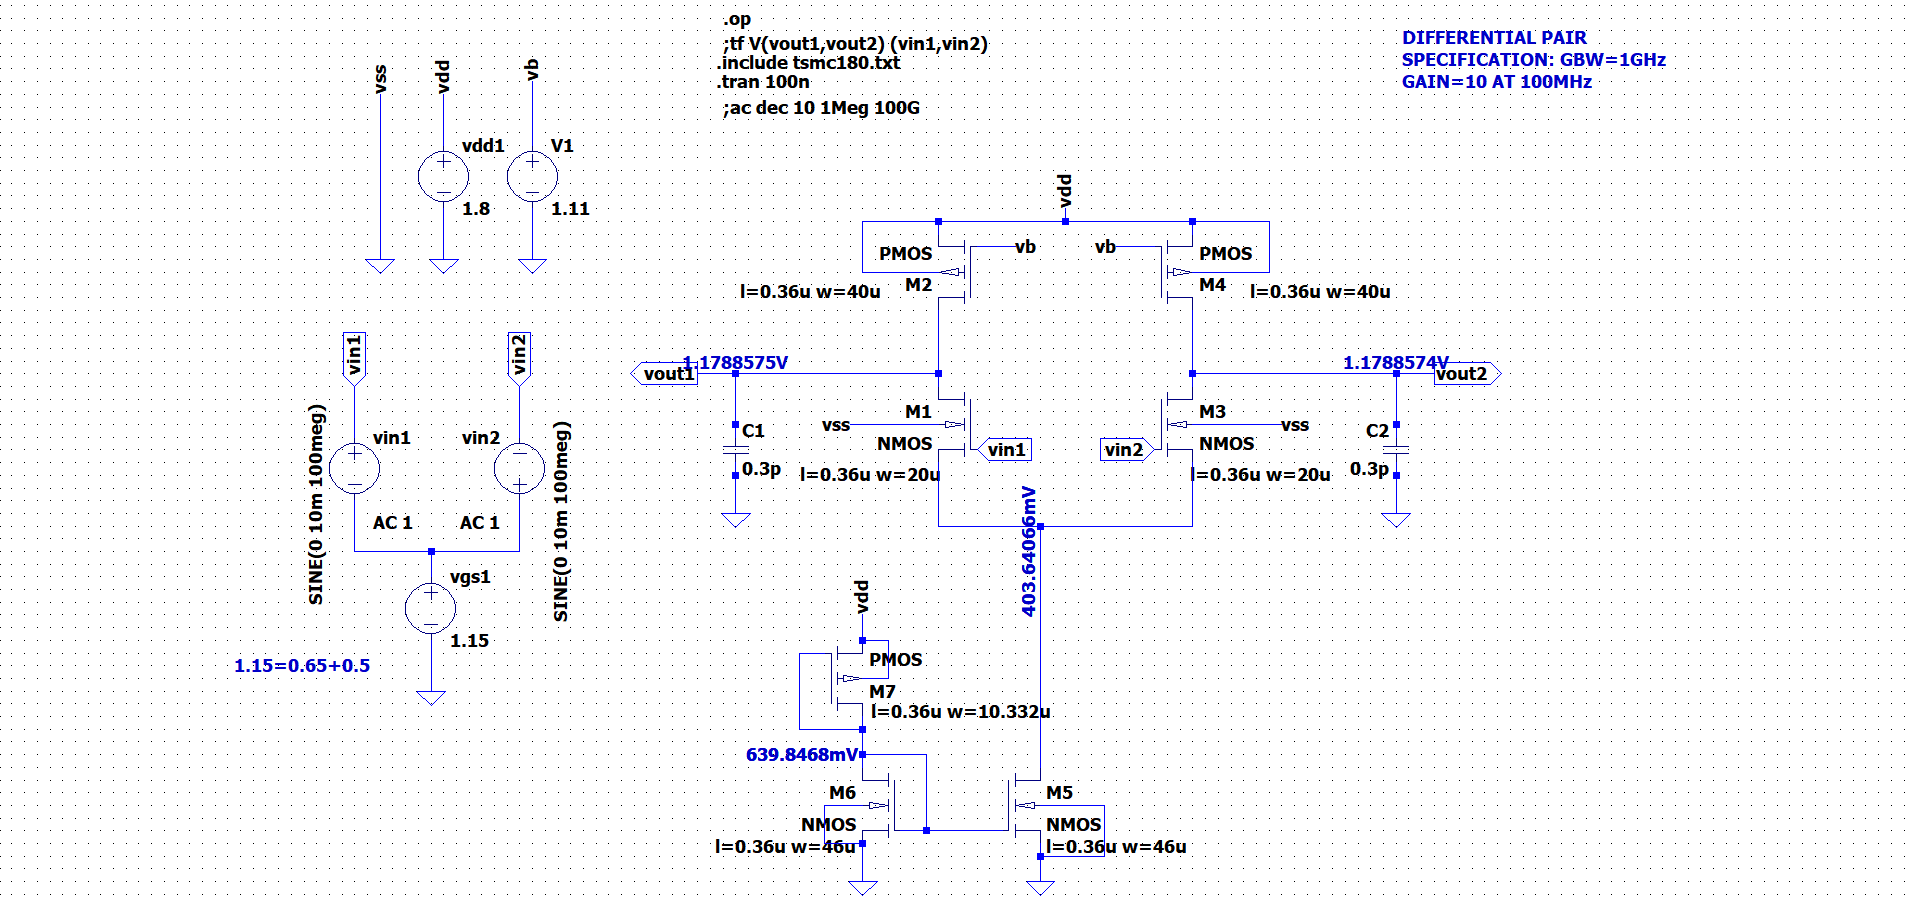 .op
;tf V(vout1,vout2) (vin1,vin2)
.include tsmc180.txt
.tran 100n
;ac dec 10 1Meg 100G
DIFFERENTIAL PAIR
SPECIFICATION: GBW=1GHz
GAIN=10 AT 100MHz
vss
vdd
vb
vdd1
1.8
V1
1.11
vdd
PMOS
vb
M2
l=0.36u w=40u
vb
PMOS
M4
l=0.36u w=40u
vin1
vin2
vin1
vin2
SINE(0 10m 100meg)
AC 1
AC 1
SINE(0 10m 100meg)
vgs1
1.15
1.15=0.65+0.5
1.1788575V
vout1
1.1788574V
vout2
C1
0.3p
vss
M1
NMOS
vin1
l=0.36u w=20u
M3
vss
NMOS
vin2
l=0.36u w=20u
C2
0.3p
403.64066mV
vdd
PMOS
M7
l=0.36u w=10.332u
639.8468mV
M6
NMOS
l=0.36u w=46u
M5
NMOS
l=0.36u w=46u